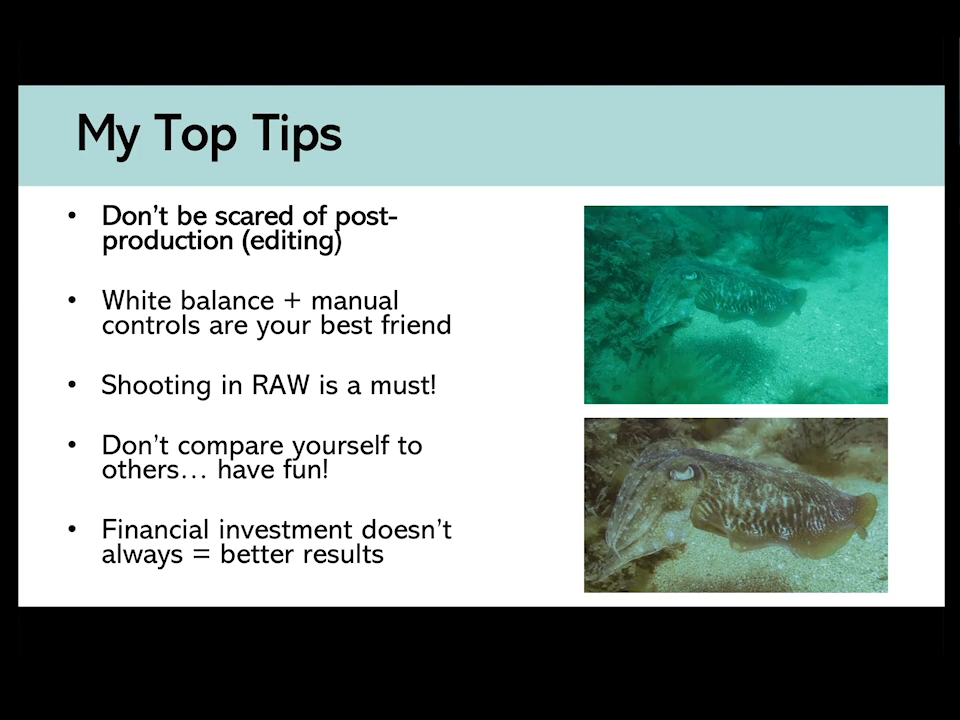 My Top Tips
• Don't be scared of post-
production (editing)
• White balance + manual
controls are your best friend
• Shooting in RAW is a must!
• Don't compare yourself to
others... have fun!
• Financial investment doesn't
always = better results